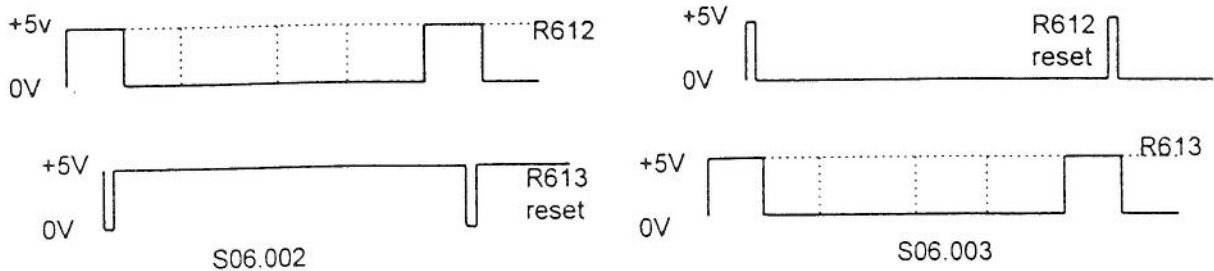 +5v
R612
0V
+5V
R613
reset
0V
S06.002
+5V
R612
reset
0V
+5V
R613
0V
S06.003